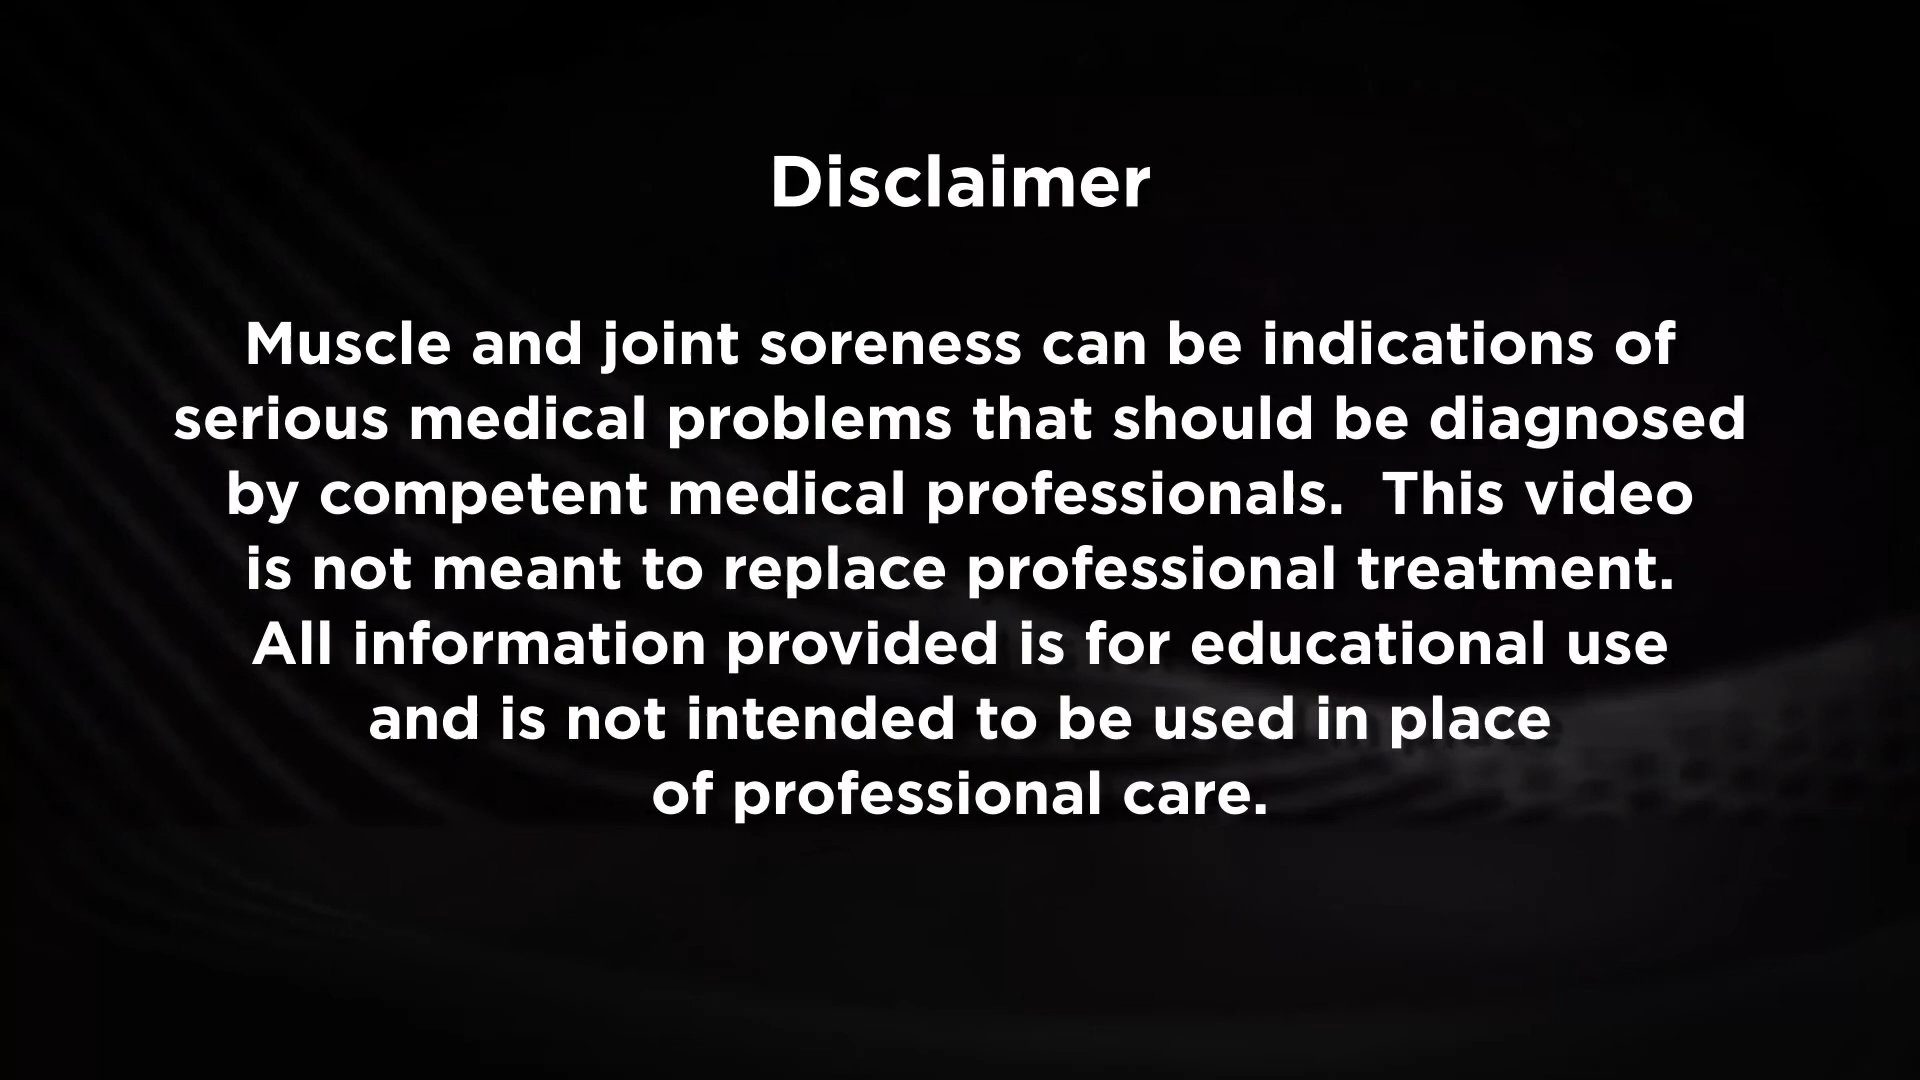 Disclaimer
Muscle and joint soreness can be indications of
serious medical problems that should be diagnosed
by competent medical professionals.  This video
is not meant to replace professional treatment.
All information provided is for educational use
and is not intended to be used in place
of professional care.